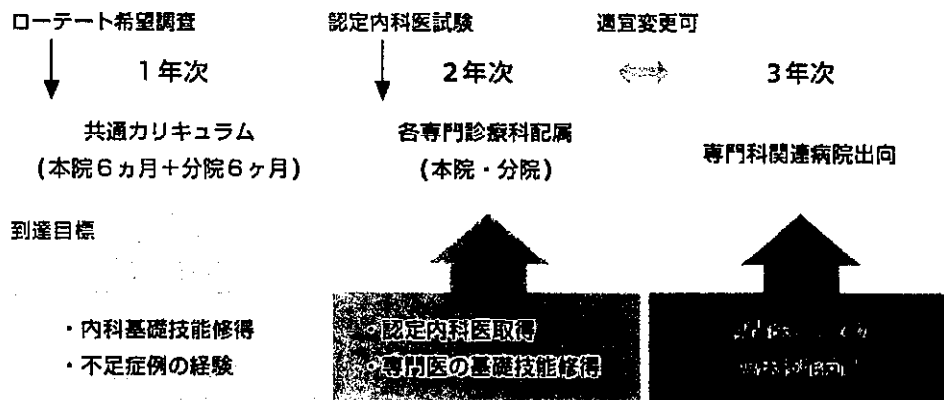 ローテート希望調査
認定内科医試験
適宜変更可
1年次
2年次
3年次
共通カリキュラム
(本院6ヵ月+分院6ヶ月)
各専門診療科配属
(本院・分院)
専門科関連病院出向
到達目標
・内科基礎技能修得
・不足症例の経験
・認定内科医取得
・専門医の基礎技能修得